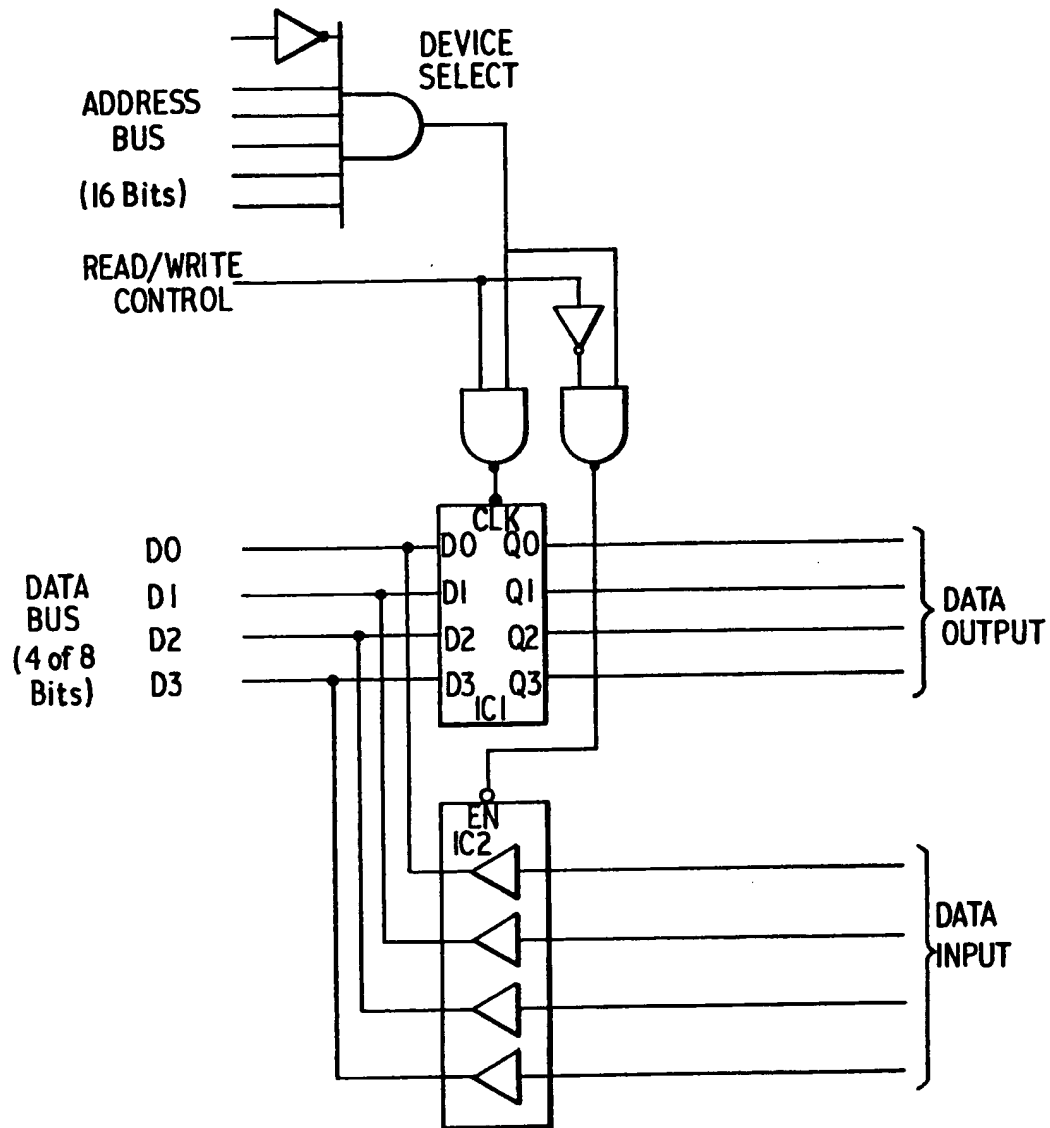 DEVICE
SELECT
ADDRESS
BUS
(16 Bits)
READ/WRITE
CONTROL
CLK
D0 D0 Q0
D1 D1 Q1
D2 D2 Q2
D3 D3 Q3
IC1
DATA
BUS
(4 of 8
Bits)
DATA
OUTPUT
EN
IC2
DATA
INPUT